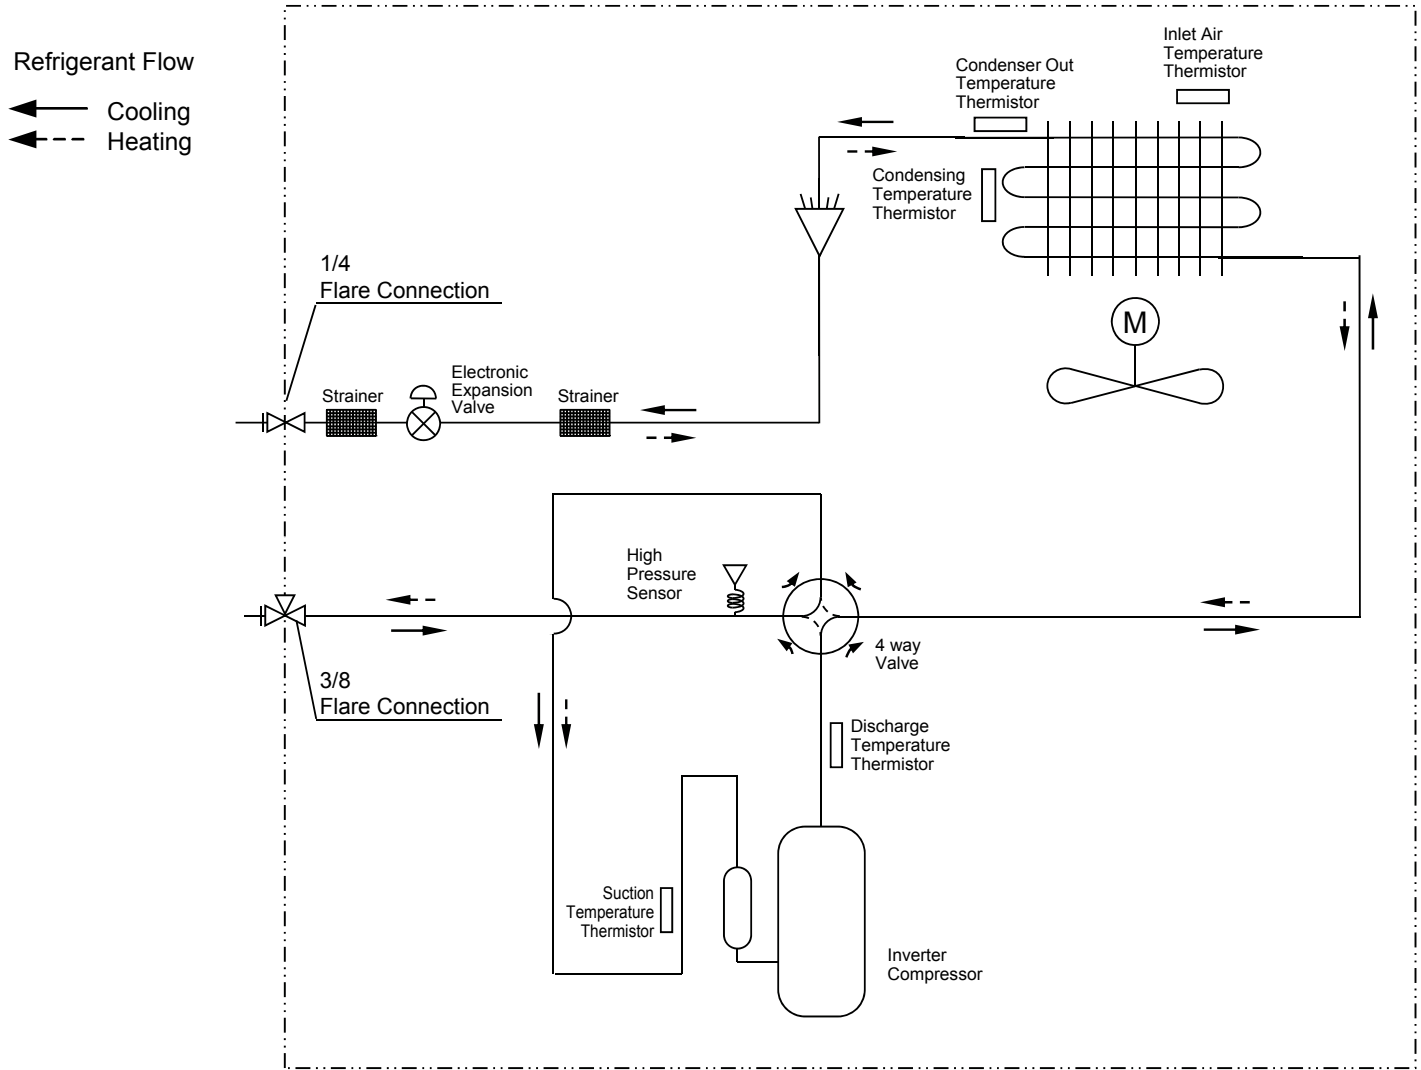 Refrigerant Flow
Cooling
Heating
Inlet Air
Temperature
Thermistor
Condenser Out
Temperature
Thermistor
Condensing
Temperature
Thermistor
1/4
Flare Connection
M
Strainer
Electronic
Expansion
Valve
Strainer
High
Pressure
Sensor
4 way
Valve
3/8
Flare Connection
Discharge
Temperature
Thermistor
Suction
Temperature
Thermistor
Inverter
Compressor